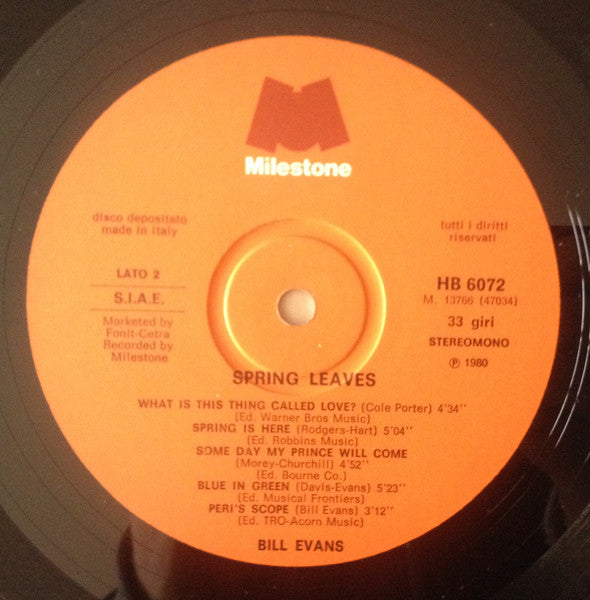 Milestone
disco depositato
made in Italy
tutti i diritti
riservati
LATO 2
S.I.A.E.
Marketed by
Fonit-Cetra
Recorded by
Milestone
HB 6072
M. 13766 (47034)
33 giri
STEREOMONO
℗ 1980
SPRING LEAVES
WHAT IS THIS THING CALLED LOVE? (Cole Porter) 4'34''
(Ed. Warner Bros Music)
SPRING IS HERE (Rodgers-Hart) 5'04''
(Ed. Robbins Music)
SOME DAY MY PRINCE WILL COME
(Morey-Churchill) 4'52''
(Ed. Bourne Co.)
BLUE IN GREEN (Davis-Evans) 5'23''
(Ed. Musical Frontiers)
PERI'S SCOPE (Bill Evans) 3'12''
(Ed. TRO-Acorn Music)
BILL EVANS